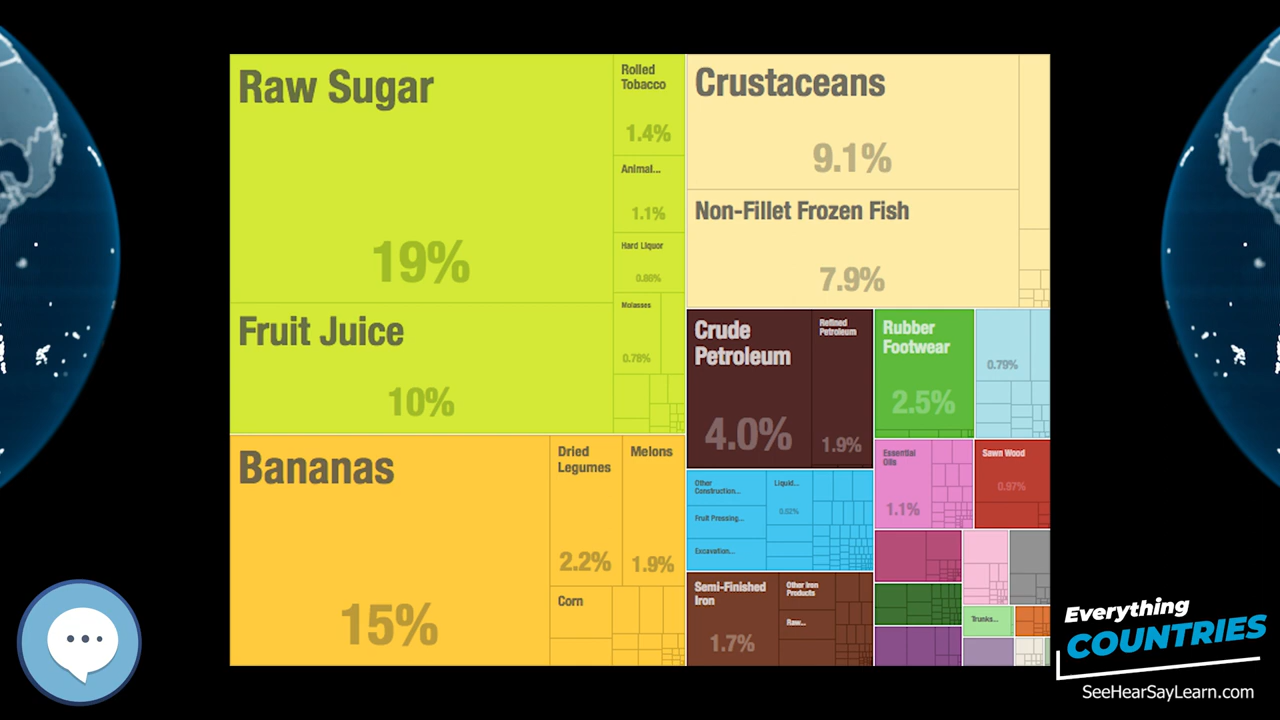 Raw Sugar
19%
Rolled
Tobacco
1.4%
Animal...
1.1%
Hard Liquor
Molasses
0.78%
Fruit Juice
10%
Bananas
15%
Dried
Legumes
2.2%
Melons
1.9%
Corn
Crustaceans
9.1%
Non-Fillet Frozen Fish
7.9%
Crude
Petroleum
4.0%
Refined
Petroleum
1.9%
Rubber
Footwear
2.5%
0.79%
Other
Construction...
Fruit Pressing...
Excavation...
Liquid...
0.52%
Essential
Oils
1.1%
Sawn Wood
0.97%
Semi-Finished
Iron
1.7%
Other Iron
Products
Raw...
Trunks...
Everything
COUNTRIES
SeeHearSayLearn.com